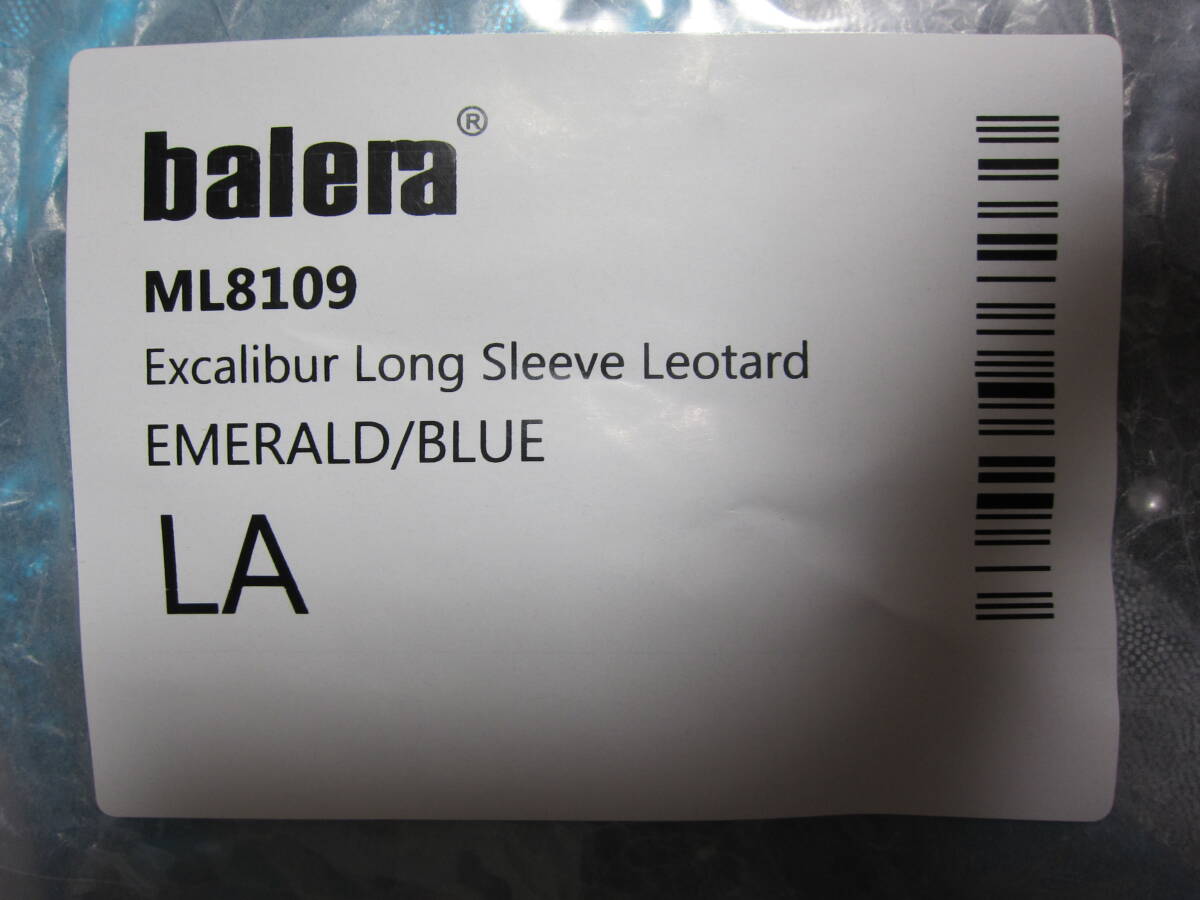 balera®
ML8109
Excalibur Long Sleeve Leotard
EMERALD/BLUE
LA